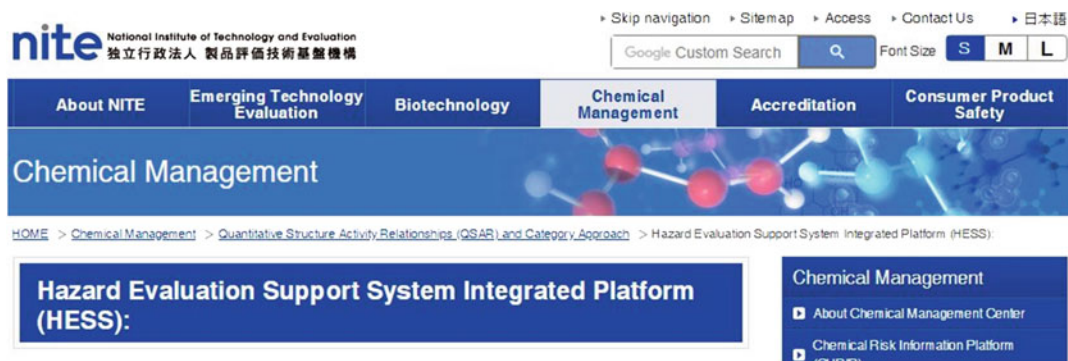 ▸ Skip navigation ▸ Sitemap ▸ Access ▸ Contact Us ▸ 日本語
nite National Institute of Technology and Evaluation
独立行政法人 製品評価技術基盤機構
Google Custom Search Font Size S M L
About NITE Emerging Technology Evaluation Biotechnology Chemical Management Accreditation Consumer Product Safety
Chemical Management
HOME > Chemical Management > Quantitative Structure Activity Relationships (QSAR) and Category Approach > Hazard Evaluation Support System Integrated Platform (HESS):
Hazard Evaluation Support System Integrated Platform
(HESS):
Chemical Management
About Chemical Management Center
Chemical Risk Information Platform